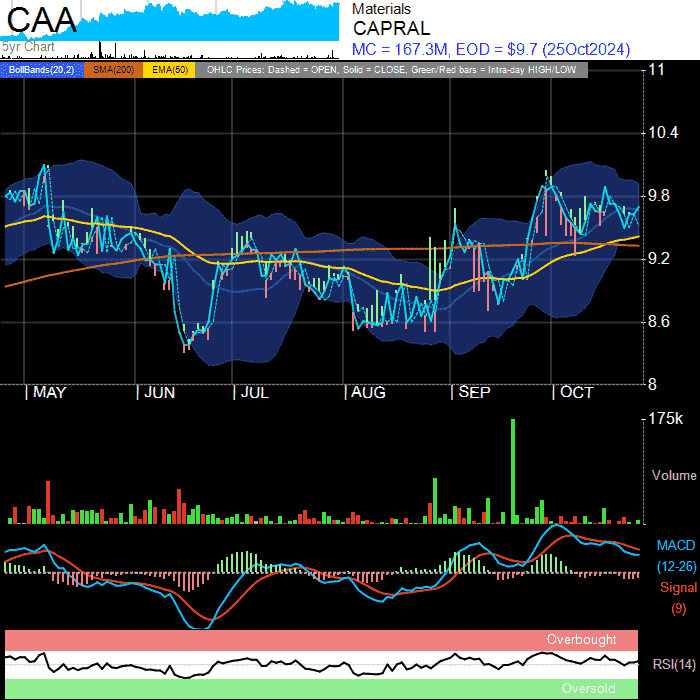 CAA
5yr Chart
Materials
CAPRAL
MC = 167.3M, EOD = $9.7 (25Oct2024)
BollBands(20,2) SMA(200) EMA(50) OHLC Prices: Dashed = OPEN, Solid = CLOSE, Green/Red bars = Intra-day HIGH/LOW
11
10.4
9.8
9.2
8.6
8
| MAY | JUN | JUL | AUG | SEP | OCT
175k
Volume
MACD
(12-26)
Signal
(9)
Overbought
RSI(14)
Oversold